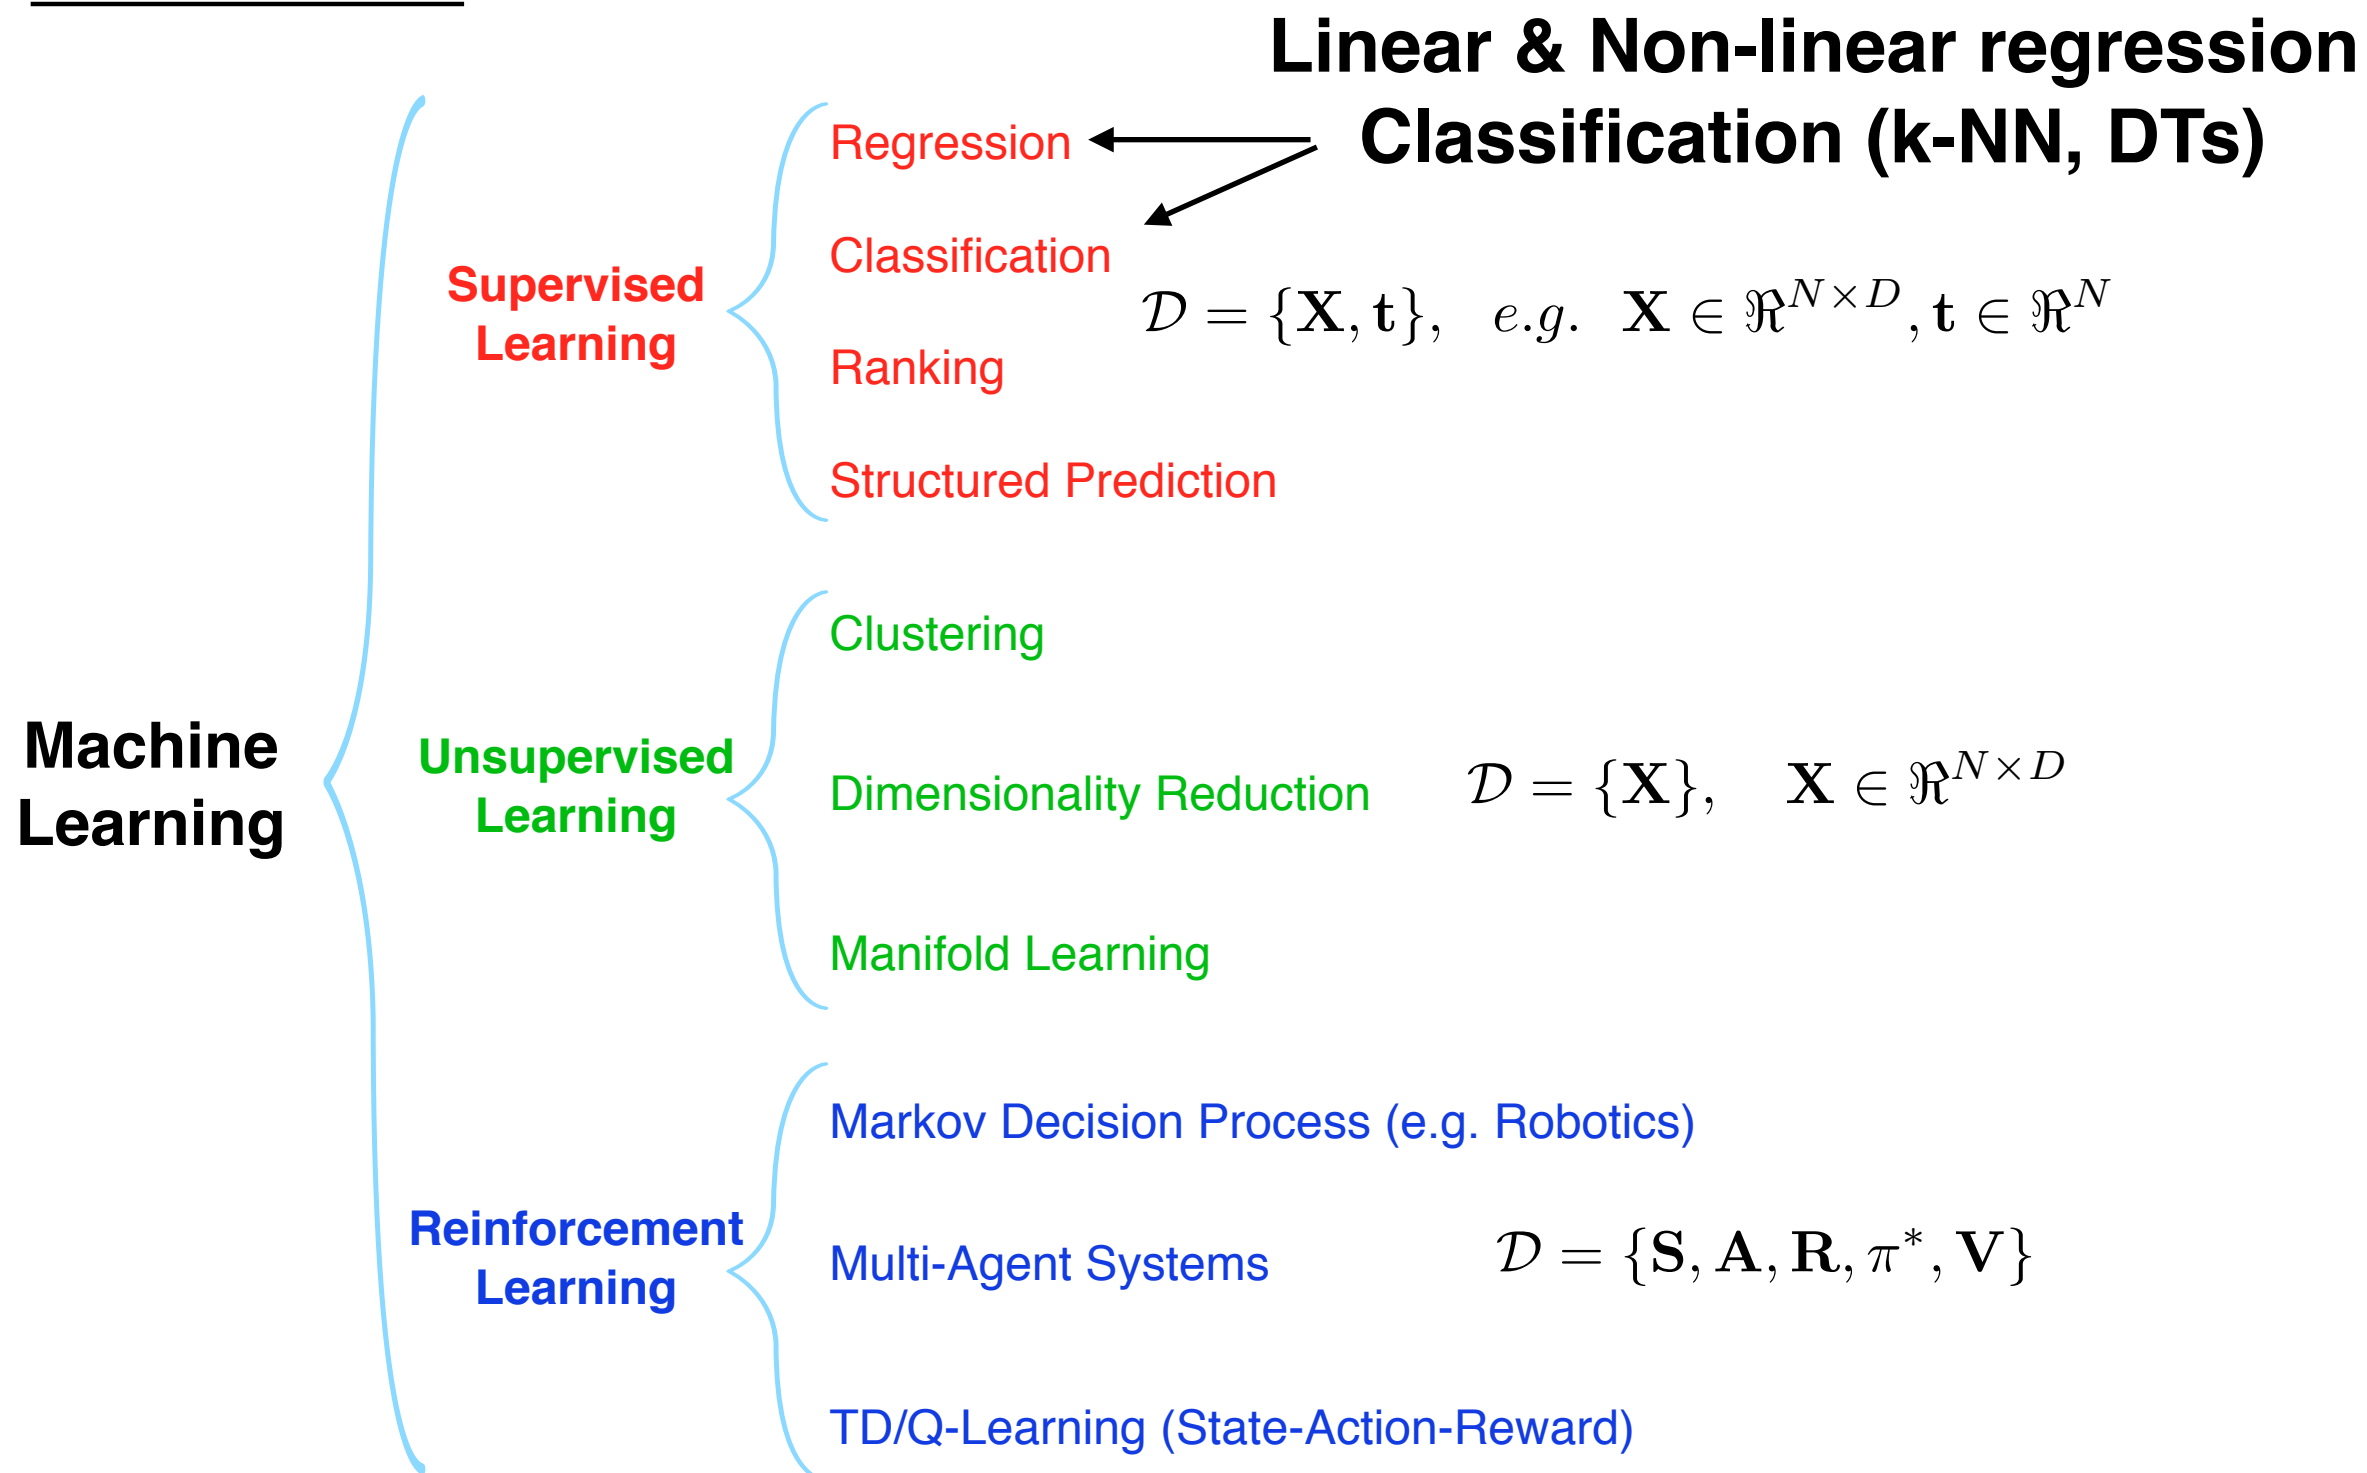 Linear & Non-linear regression
Classification (k-NN, DTs)
Machine
Learning
Supervised
Learning
Regression
Classification
Ranking
Structured Prediction
𝒟 = {𝐗, 𝐭}, e.g. 𝐗 ∈ ℜ^{N×D}, 𝐭 ∈ ℜ^N
Unsupervised
Learning
Clustering
Dimensionality Reduction
Manifold Learning
𝒟 = {𝐗}, 𝐗 ∈ ℜ^{N×D}
Reinforcement
Learning
Markov Decision Process (e.g. Robotics)
Multi-Agent Systems
TD/Q-Learning (State-Action-Reward)
𝒟 = {𝐒, 𝐀, 𝐑, π*, 𝐕}